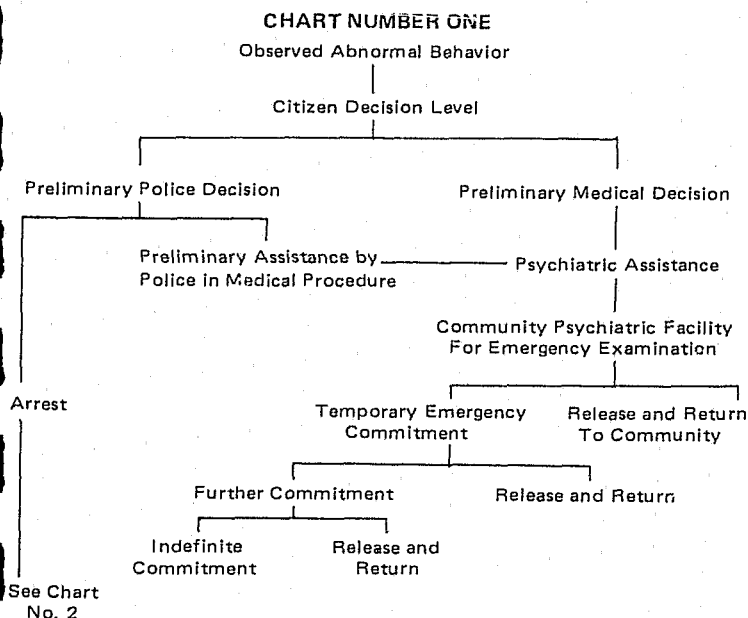 CHART NUMBER ONE
Observed Abnormal Behavior
Citizen Decision Level
Preliminary Police Decision
Preliminary Medical Decision
Preliminary Assistance by
Police in Medical Procedure
Psychiatric Assistance
Community Psychiatric Facility
For Emergency Examination
Arrest
Temporary Emergency
Commitment
Release and Return
To Community
Further Commitment
Release and Return
Indefinite
Commitment
Release and
Return
See Chart
No. 2